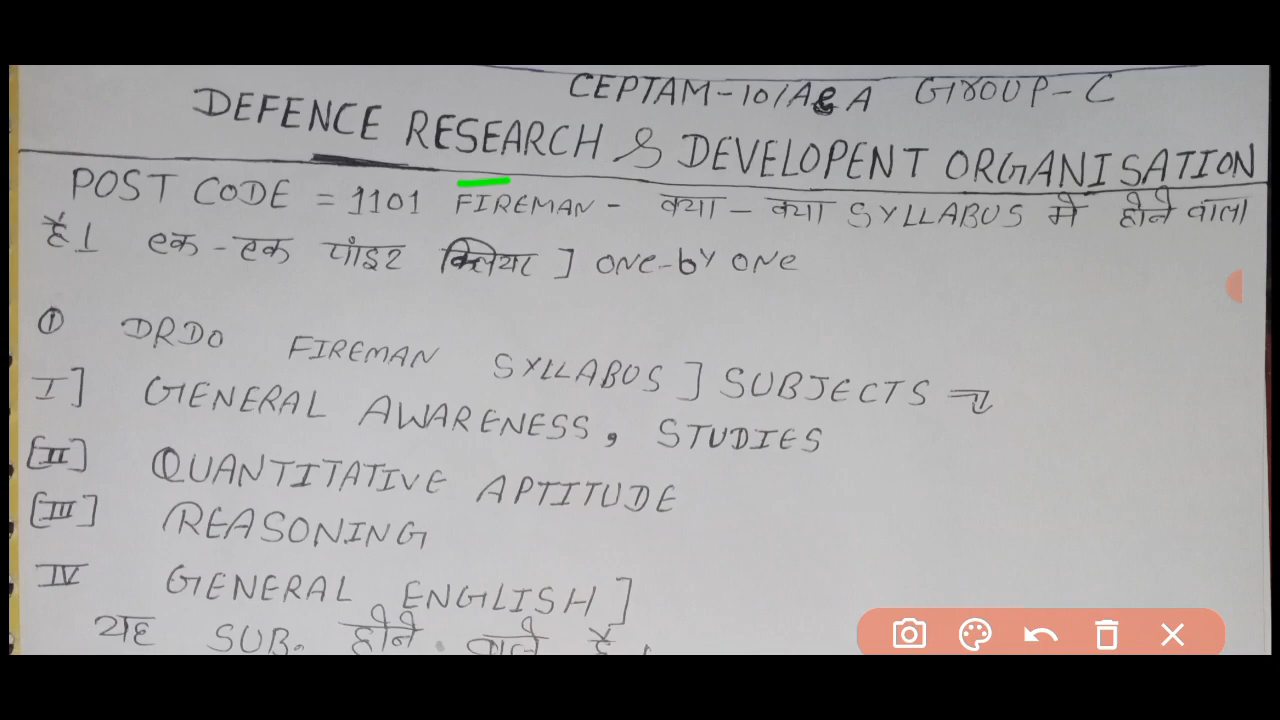 CEPTAM-10/A&A GROUP-C
DEFENCE RESEARCH & DEVELOPENT ORGANISATION
POST CODE = 1101 FIREMAN - क्या - क्या SYLLABUS मे होने वाला
है। एक-एक पांइट क्लियर ] ONE-BY ONE
① DRDO FIREMAN SYLLABUS ] SUBJECTS
I] GENERAL AWARENESS, STUDIES
[II] QUANTITATIVE APTITUDE
[III] REASONING
IV GENERAL ENGLISH]
यह SUB. होने वाले है।